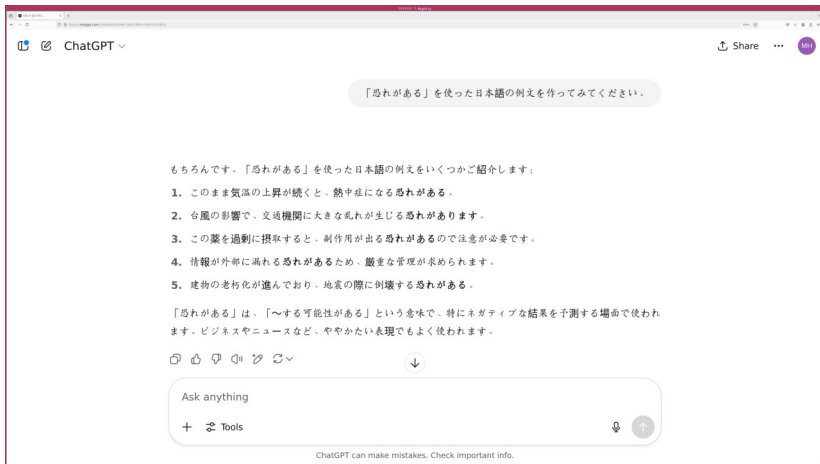 ChatGPT
Share
MH
「恐れがある」を使った日本語の例文を作ってみてください。
もちろんです。「恐れがある」を使った日本語の例文をいくつかご紹介します:
1. このまま気温の上昇が続くと、熱中症になる恐れがある。
2. 台風の影響で、交通機関に大きな乱れが生じる恐れがあります。
3. この薬を過剰に摂取すると、副作用が出る恐れがあるので注意が必要です。
4. 情報が外部に漏れる恐れがあるため、厳重な管理が求められます。
5. 建物の老朽化が進んでおり、地震の際に倒壊する恐れがある。
「恐れがある」は、「〜する可能性がある」という意味で、特にネガティブな結果を予測する場面で使われ
ます。ビジネスやニュースなど、ややかたい表現でもよく使われます。
Ask anything
Tools
ChatGPT can make mistakes. Check important info.